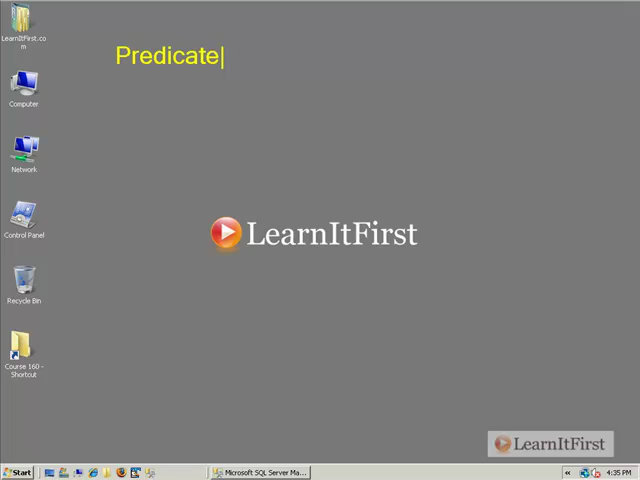 LearnItFirst.co
m
Predicate
Computer
Network
LearnItFirst
Control Panel
Recycle Bin
Course 160 -
Shortcut
LearnItFirst
Start
Microsoft SQL Server Ma...
4:35 PM